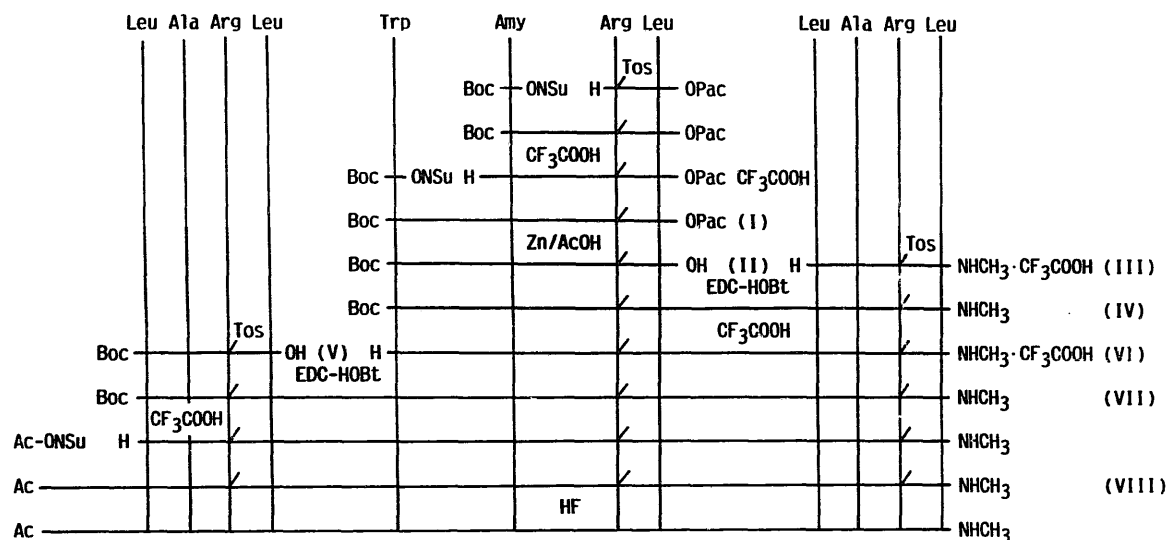 Leu Ala Arg Leu Trp Amy Arg Leu Leu Ala Arg Leu
Tos
Boc ONSu H OPac
Boc OPac
CF3COOH
Boc ONSu H OPac CF3COOH
Boc OPac (I)
Zn/AcOH Tos
Boc OH (II) H NHCH3·CF3COOH (III)
EDC-HOBt
Boc NHCH3 (IV)
Tos CF3COOH
Boc OH (V) H NHCH3·CF3COOH (VI)
EDC-HOBt
Boc NHCH3 (VII)
CF3COOH
Ac-ONSu H NHCH3
Ac NHCH3 (VIII)
HF
Ac NHCH3